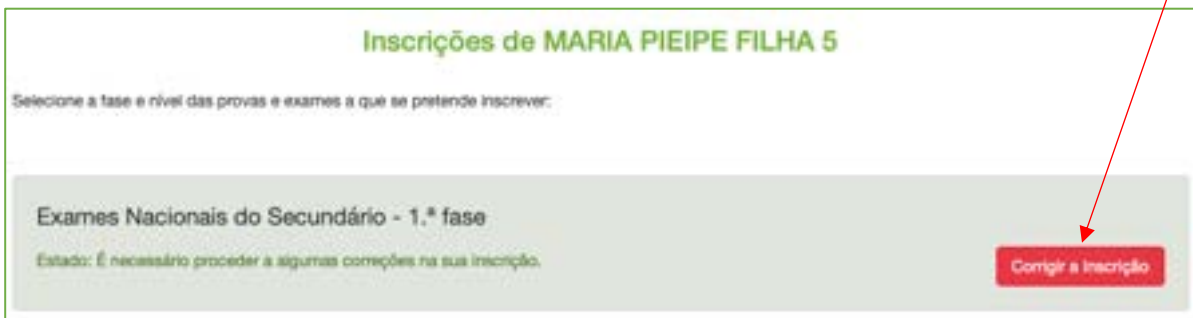 Inscrições de MARIA PIEIPE FILHA 5
Selecione a fase e nível das provas e exames a que se pretende inscrever:
Exames Nacionais do Secundário - 1.ª fase
Estado: É necessário proceder a algumas correções na sua inscrição.
Corrigir a inscrição